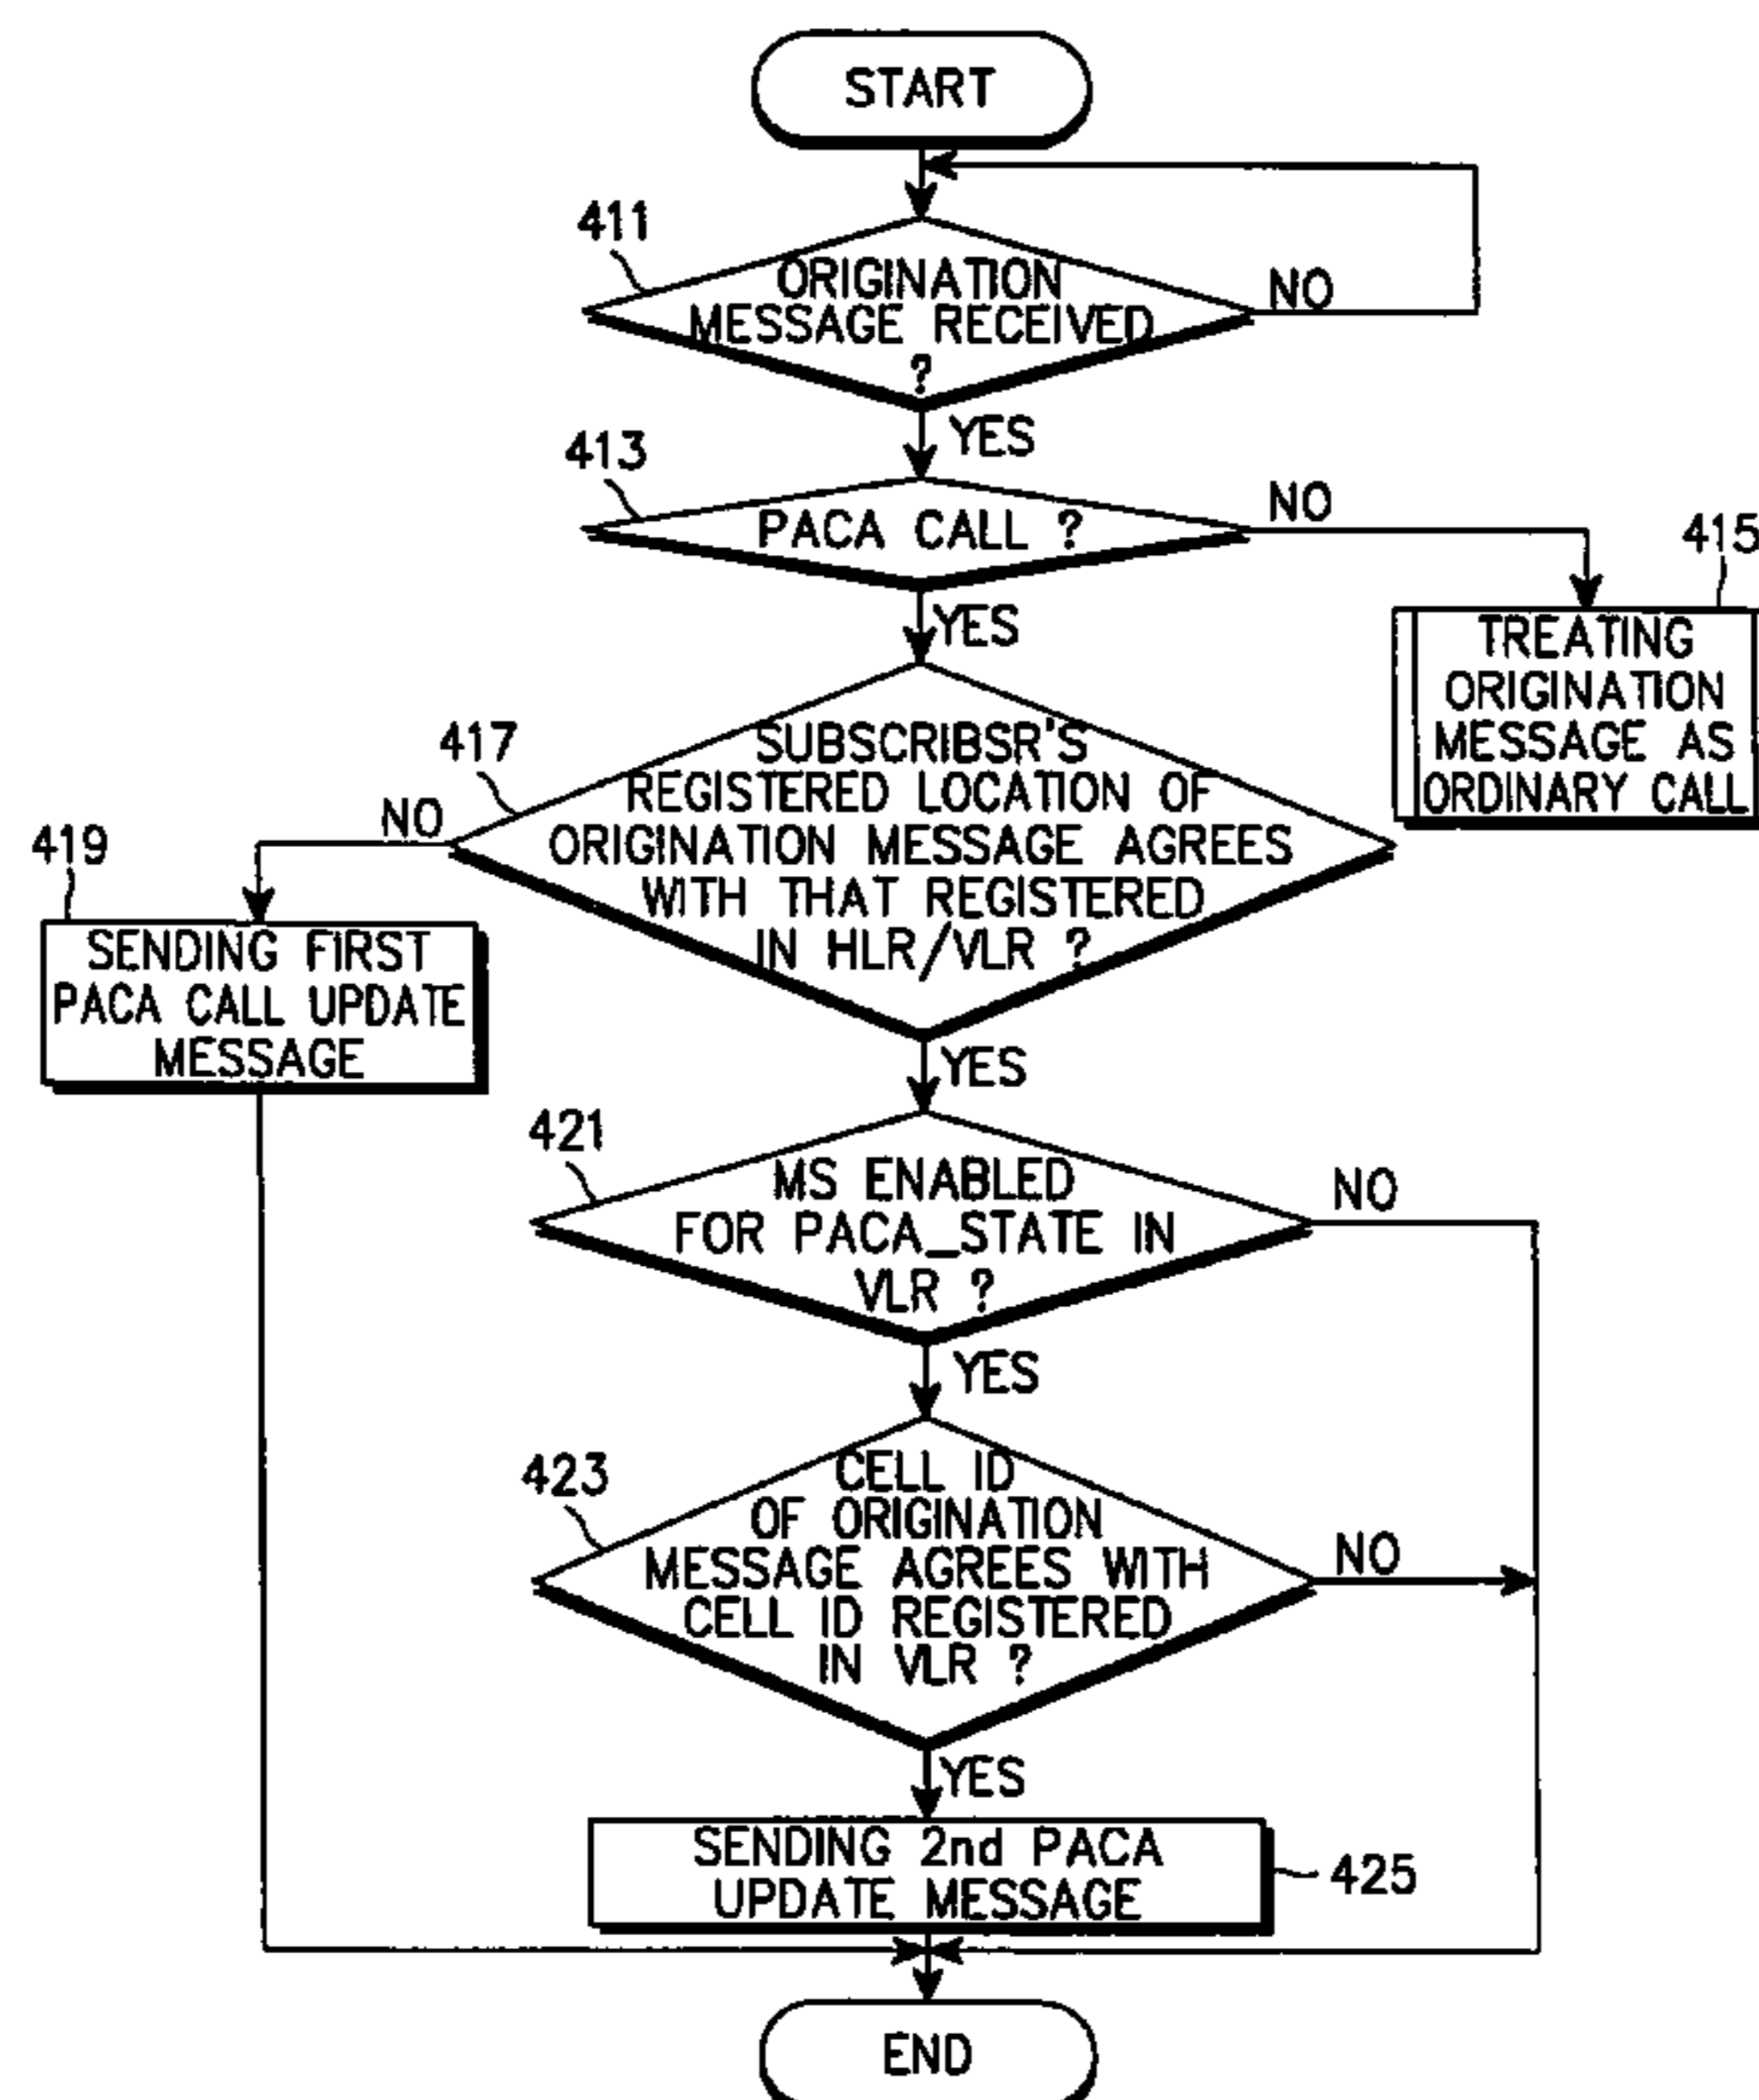 START
411
ORIGINATION
MESSAGE RECEIVED
?
NO
YES
413
PACA CALL ?
NO
YES
415
TREATING
ORIGINATION
MESSAGE AS
ORDINARY CALL
417
SUBSCRIBSR'S
REGISTERED LOCATION OF
ORIGINATION MESSAGE AGREES
WITH THAT REGISTERED
IN HLR/VLR ?
NO
YES
419
SENDING FIRST
PACA CALL UPDATE
MESSAGE
421
MS ENABLED
FOR PACA_STATE IN
VLR ?
NO
YES
423
CELL ID
OF ORIGINATION
MESSAGE AGREES WITH
CELL ID REGISTERED
IN VLR ?
NO
YES
SENDING 2nd PACA
UPDATE MESSAGE
425
END